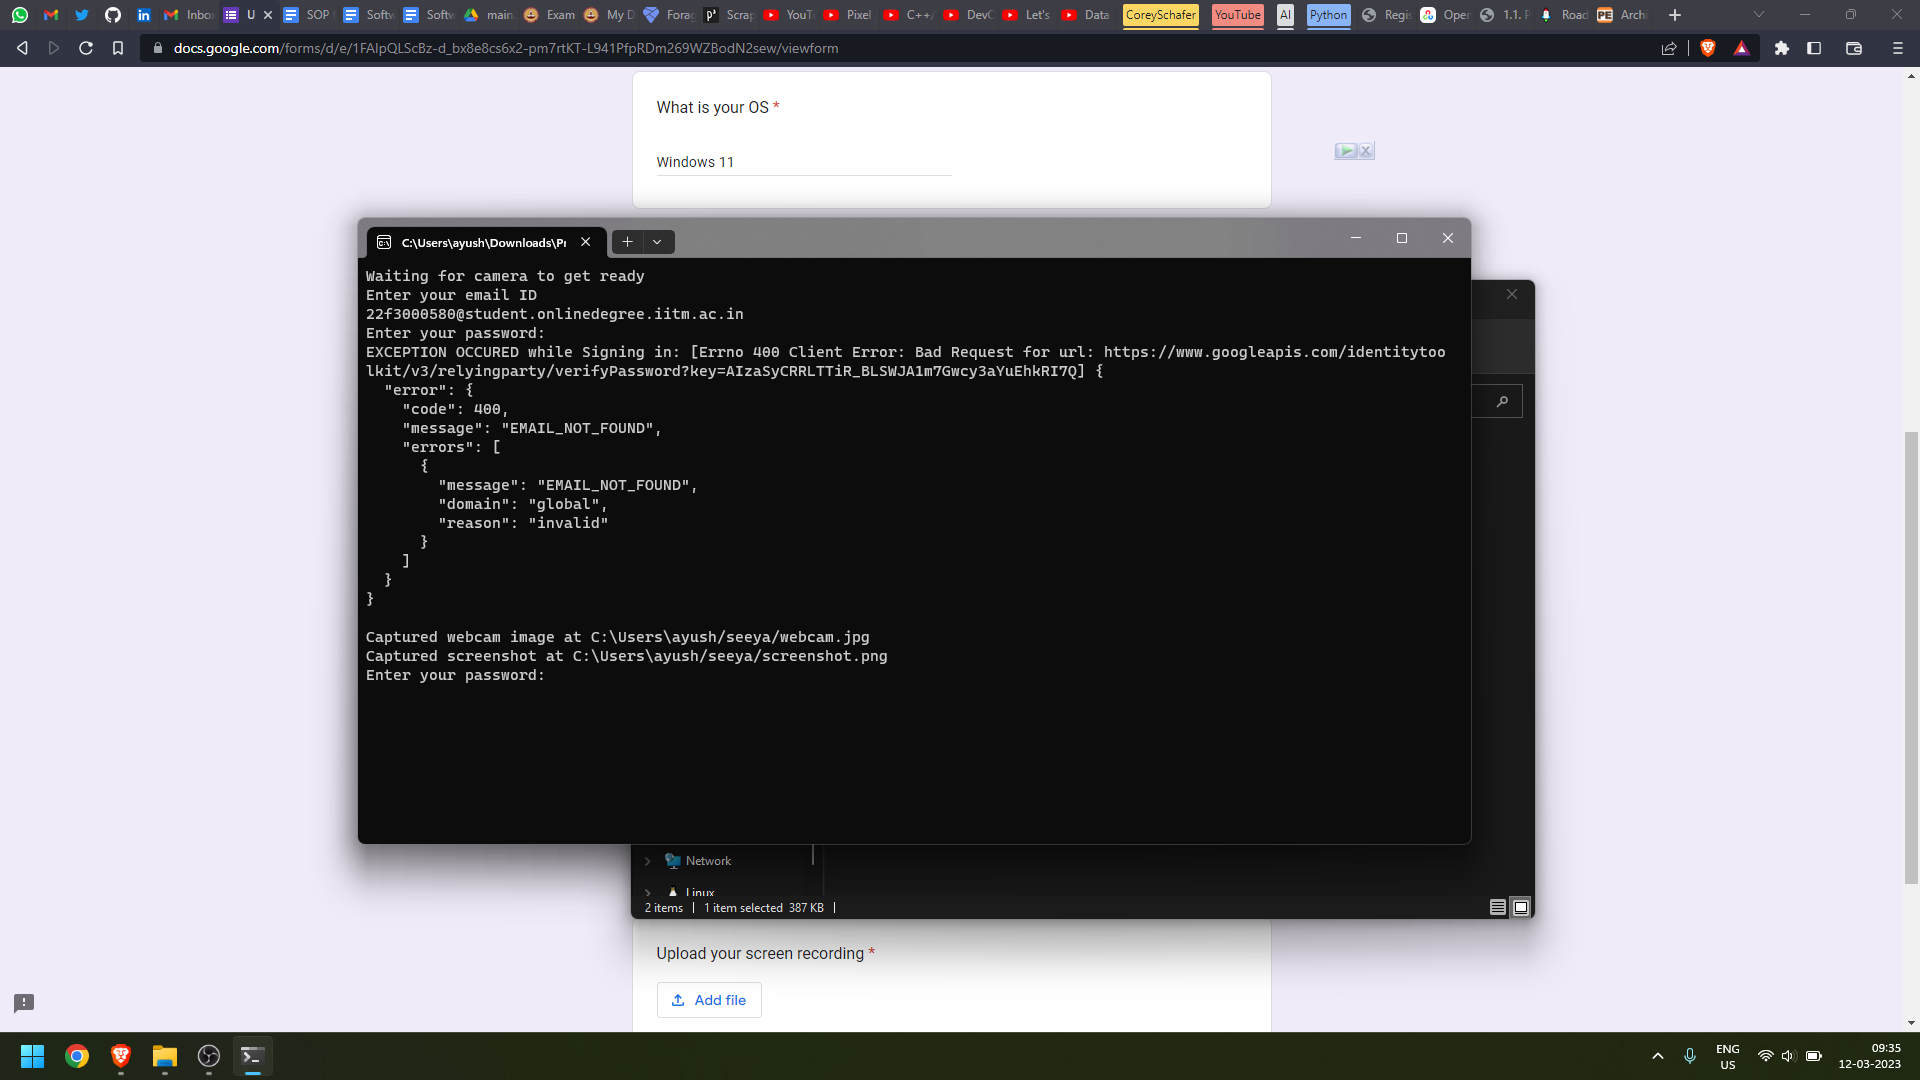 Inbo
U
SOP
Softw
Softw
main.
Exam
My D
Forag
Scrap
YouT
Pixel
C++/
DevO
Let's
Data
CoreySchafer
YouTube
AI
Python
Regis
Open
1.1. P
Road
Archi
docs.google.com/forms/d/e/1FAIpQLScBz-d_bx8e8cs6x2-pm7rtKT-L941PfpRDm269WZBodN2sew/viewform
What is your OS *
Windows 11
C:\Users\ayush\Downloads\Pr
Waiting for camera to get ready
Enter your email ID
22f3000580@student.onlinedegree.iitm.ac.in
Enter your password:
EXCEPTION OCCURED while Signing in: [Errno 400 Client Error: Bad Request for url: https://www.googleapis.com/identitytoo
lkit/v3/relyingparty/verifyPassword?key=AIzaSyCRRLTTiR_BLSWJA1m7Gwcy3aYuEhkRI7Q] {
"error": {
"code": 400,
"message": "EMAIL_NOT_FOUND",
"errors": [
{
"message": "EMAIL_NOT_FOUND",
"domain": "global",
"reason": "invalid"
}
]
}
}
Captured webcam image at C:\Users\ayush/seeya/webcam.jpg
Captured screenshot at C:\Users\ayush/seeya/screenshot.png
Enter your password:
Network
Linux
2 items | 1 item selected 387 KB |
Upload your screen recording *
Add file
ENG
US
09:35
12-03-2023